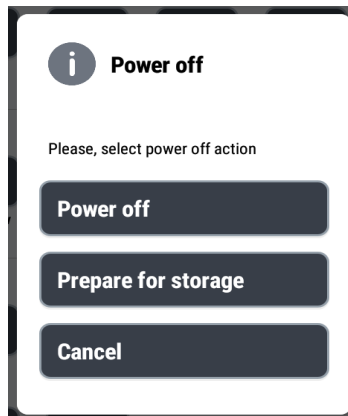 Power off
Please, select power off action
Power off
Prepare for storage
Cancel